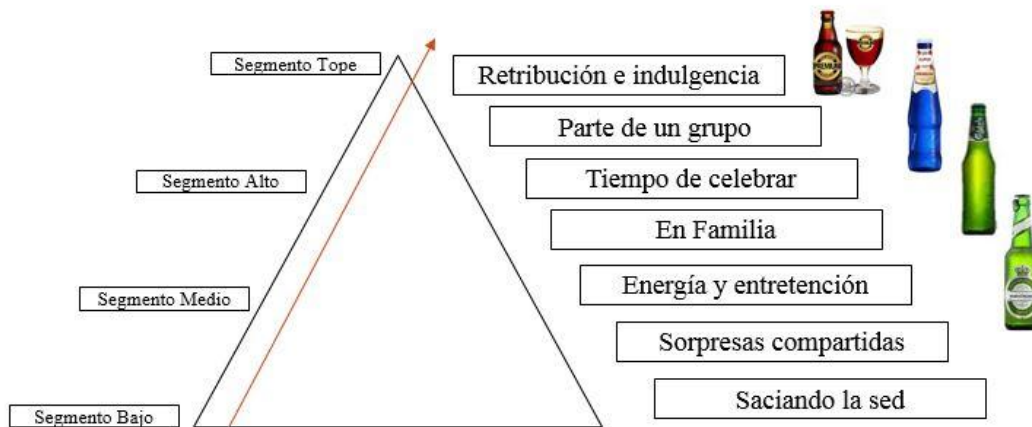 Segmento Tope
Retribución e indulgencia
Parte de un grupo
Segmento Alto
Tiempo de celebrar
En Familia
Segmento Medio
Energía y entretención
Sorpresas compartidas
Segmento Bajo
Saciando la sed
PREMIUM